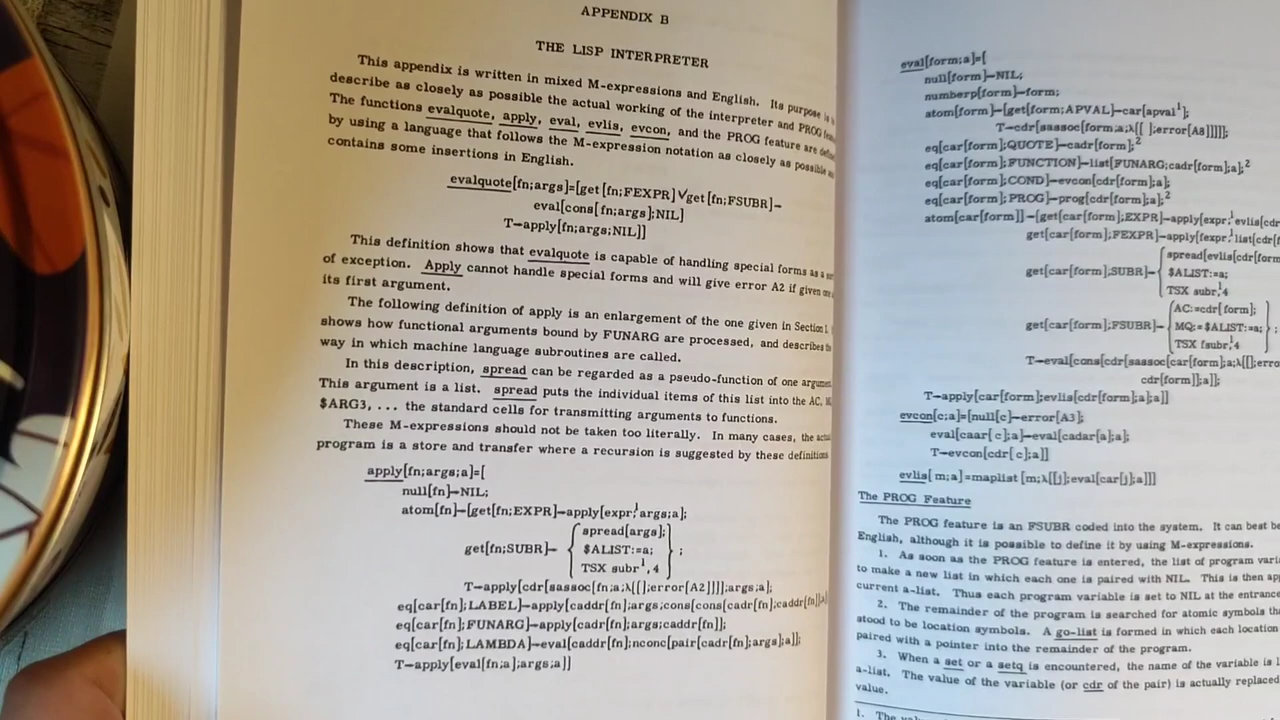 APPENDIX B
THE LISP INTERPRETER
This appendix is written in mixed M-expressions and English. Its purpose is
describe as closely as possible the actual working of the interpreter and PROG
The functions evalquote, apply, eval, evlis, evcon, and the PROG feature are
by using a language that follows the M-expression notation as closely as possible
contains some insertions in English.
evalquote[fn;args]=[get[fn;FEXPR]∨get[fn;FSUBR]→
eval[cons[fn;args];NIL]
T→apply[fn;args;NIL]]
This definition shows that evalquote is capable of handling special forms as a
of exception. Apply cannot handle special forms and will give error A2 if given
its first argument.
The following definition of apply is an enlargement of the one given in Section
shows how functional arguments bound by FUNARG are processed, and describes
way in which machine language subroutines are called.
In this description, spread can be regarded as a pseudo-function of one
This argument is a list. spread puts the individual items of this list into the AC,
$ARG3, ... the standard cells for transmitting arguments to functions.
These M-expressions should not be taken too literally. In many cases, the
program is a store and transfer where a recursion is suggested by these definitions
apply[fn;args;a]=[
null[fn]→NIL;
atom[fn]→[get[fn;EXPR]→apply[expr;¹args;a];
get[fn;SUBR]→ {spread[args];
$ALIST:=a;
TSX subr¹,4} ;
T→apply[cdr[sassoc[fn;a;λ[[];error[A2]]]];args;a];
eq[car[fn];LABEL]→apply[caddr[fn];args;cons[cons[cadr[fn];caddr[fn]];
eq[car[fn];FUNARG]→apply[cadr[fn];args;caddr[fn]];
eq[car[fn];LAMBDA]→eval[caddr[fn];nconc[pair[cadr[fn];args];a]];
T→apply[eval[fn;a];args;a]]
eval[form;a]=[
null[form]→NIL;
numberp[form]→form;
atom[form]→[get[form;APVAL]→car[apval¹];
T→cdr[sassoc[form;a;λ[[ ];error[A8]]]]];
eq[car[form];QUOTE]→cadr[form];²
eq[car[form];FUNCTION]→list[FUNARG;cadr[form];a];²
eq[car[form];COND]→evcon[cdr[form];a];
eq[car[form];PROG]→prog[cdr[form];a];²
atom[car[form]]→[get[car[form];EXPR]→apply[expr;¹evlis[cdr
get[car[form];FEXPR]→apply[fexpr;¹list[cdr
get[car[form];SUBR]→ {spread[evlis[cdr[form
$ALIST:=a;
TSX subr¹,4
get[car[form];FSUBR]→ {AC:=cdr[form];
MQ:=$ALIST:=a;
TSX fsubr¹,4} ;
T→eval[cons[cdr[sassoc[car[form];a;λ[[];
cdr[form]];a]];
T→apply[car[form];evlis[cdr[form];a];a]]
evcon[c;a]=[null[c]→error[A3];
eval[caar[c];a]→eval[cadar[a];a];
T→evcon[cdr[c];a]]
evlis[m;a]=maplist[m;λ[[j];eval[car[j];a]]]
The PROG Feature
The PROG feature is an FSUBR coded into the system. It can best
English, although it is possible to define it by using M-expressions.
1. As soon as the PROG feature is entered, the list of program
to make a new list in which each one is paired with NIL. This is then
current a-list. Thus each program variable is set to NIL at the entrance
2. The remainder of the program is searched for atomic symbols
stood to be location symbols. A go-list is formed in which each location
paired with a pointer into the remainder of the program.
3. When a set or a setq is encountered, the name of the variable is
a-list. The value of the variable (or cdr of the pair) is actually replaced
value.
1. The